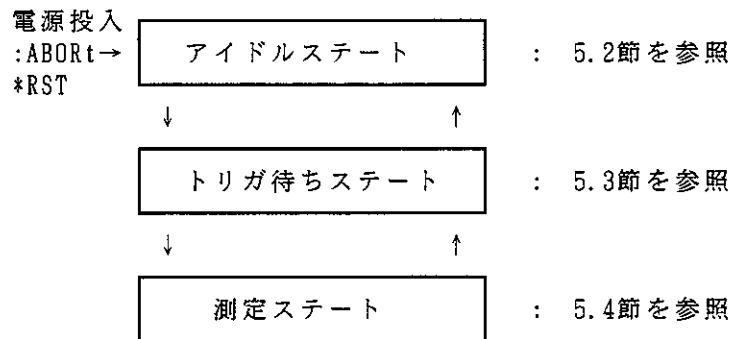 電源投入
:ABORt→ アイドルステート : 5.2節を参照
*RST
↓ ↑
トリガ待ちステート : 5.3節を参照
↓ ↑
測定ステート : 5.4節を参照